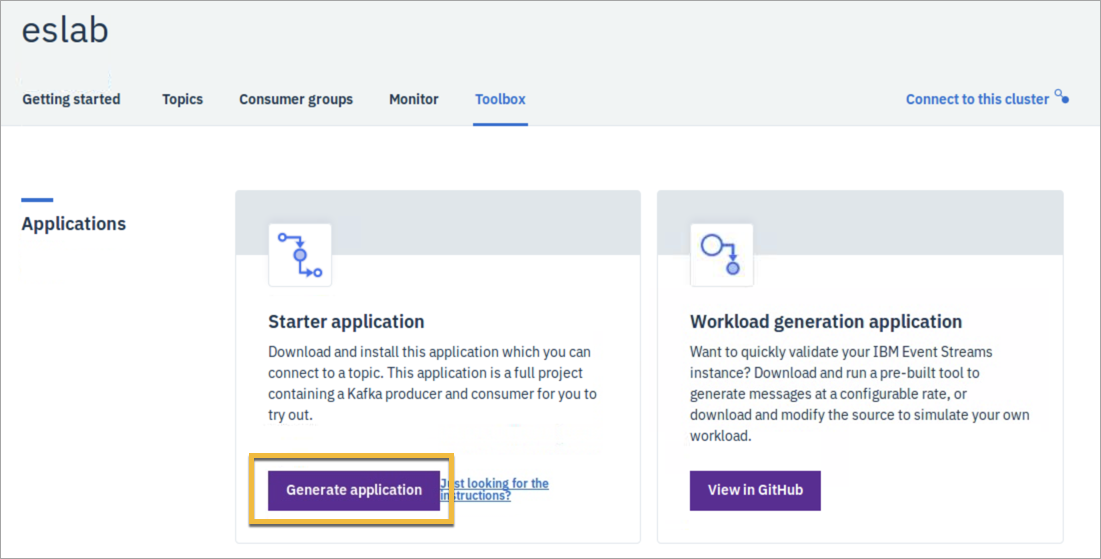 eslab
Getting started Topics Consumer groups Monitor Toolbox Connect to this cluster
Applications
Starter application
Download and install this application which you can
connect to a topic. This application is a full project
containing a Kafka producer and consumer for you to
try out.
Generate application
Just looking for the
instructions?
Workload generation application
Want to quickly validate your IBM Event Streams
instance? Download and run a pre-built tool to
generate messages at a configurable rate, or
download and modify the source to simulate your own
workload.
View in GitHub